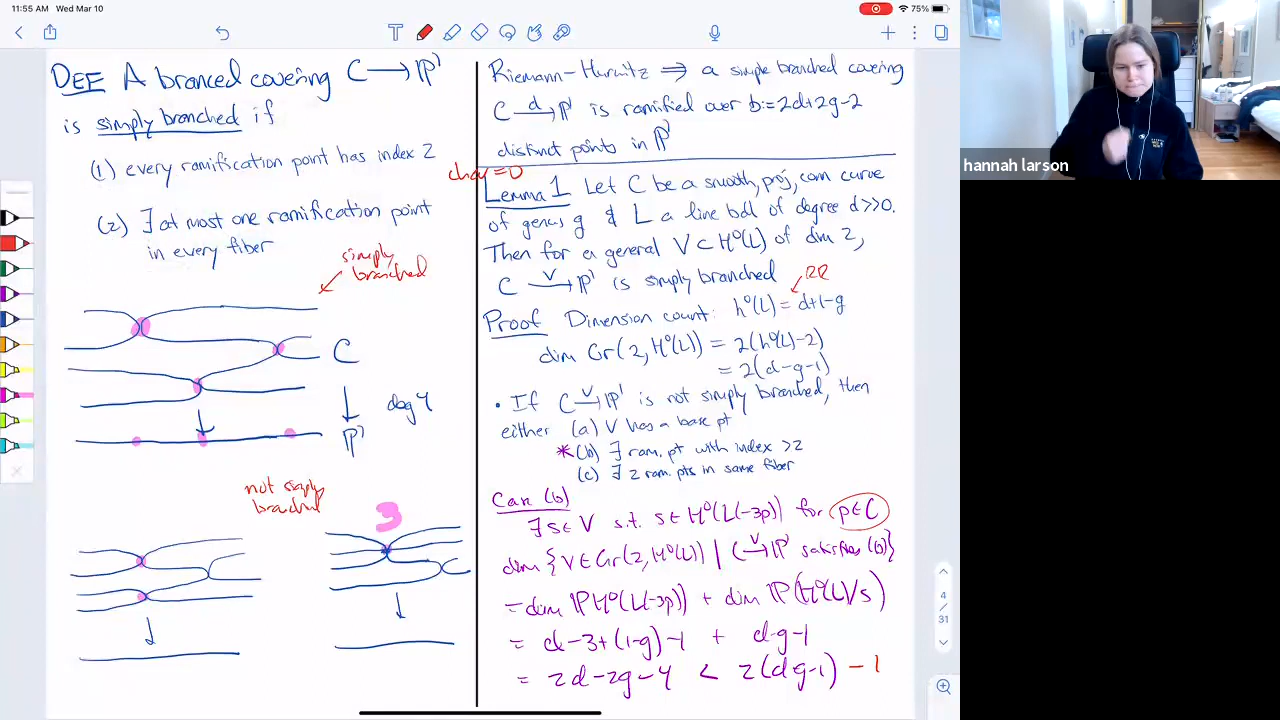 11:55 AM Wed Mar 10
75%
DEF A branced covering C → ℙ¹
is simply branched if
(1) every ramification point has index 2
(2) ∃ at most one ramification point
in every fiber
simply
branched
C
↓ deg 4
ℙ¹
not simply
branched
3
Riemann-Hurwitz ⟹ a simple branched covering
C →d ℙ¹ is ramified over b:=2d+2g-2
distinct points in ℙ¹
char=0
Lemma 1 Let C be a smooth, proj, conn curve
of genus g & L a line bdl of degree d>>0.
Then for a general V ⊂ H⁰(L) of dim 2,
C →V ℙ¹ is simply branched
RR
Proof Dimension count: h⁰(L) = d+1-g
dim Gr(2, H⁰(L)) = 2(h⁰(L)-2)
= 2(d-g-1)
• If C →V ℙ¹ is not simply branched, then
either (a) V has a base pt
*(b) ∃ ram. pt with index >2
(c) ∃ 2 ram. pts in same fiber
Case (b)
∃ s ∈ V s.t. s ∈ H⁰(L(-3p)) for p ∈ C
dim {V ∈ Gr(2, H⁰(L)) | C →V ℙ¹ satisfies (b)}
= dim ℙH⁰(L(-3p)) + dim ℙ(H⁰(L)/s)
= d-3+(1-g)-1 + d-g-1
= 2d-2g-4 < 2(d-g-1) -1
4
/
31
hannah larson